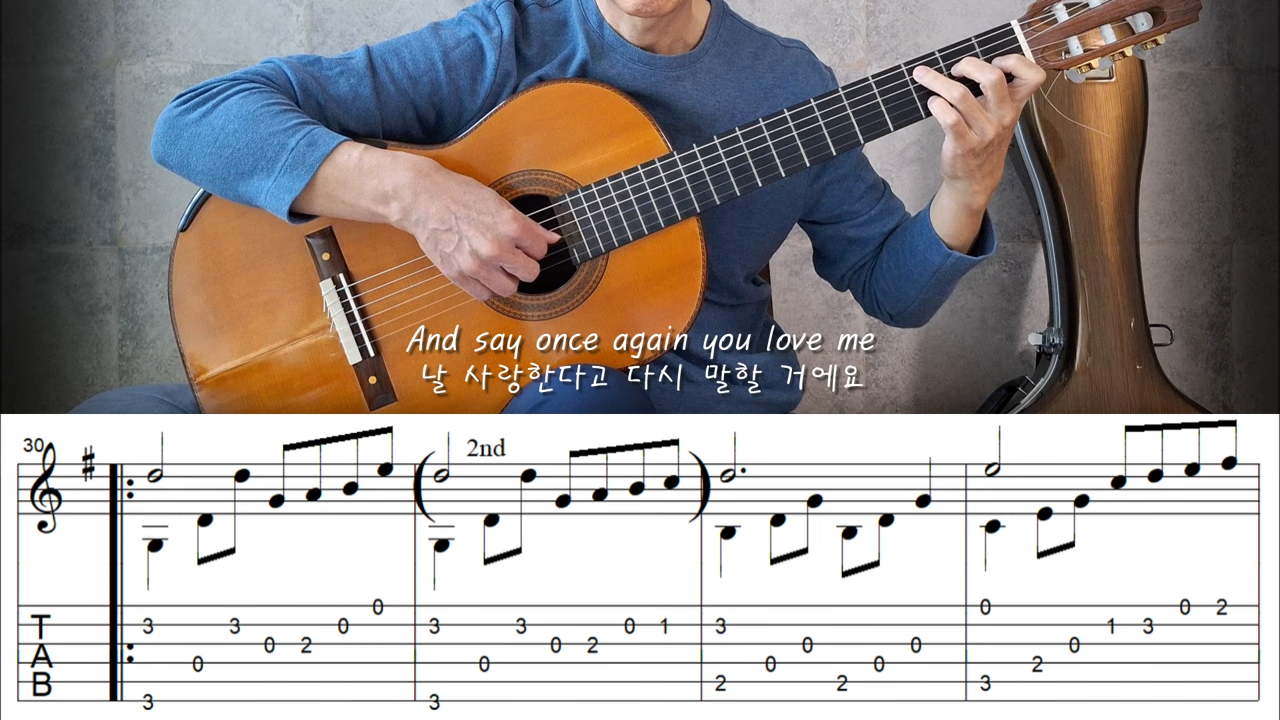 And say once again you love me
날 사랑한다고 다시 말할 거에요
30
2nd
T
A
B
3 0 3 0 2 0 0 3
3 0 3 0 2 0 1 3
3 2 0 0 2 0 0
0 3 2 0 1 3 0 2